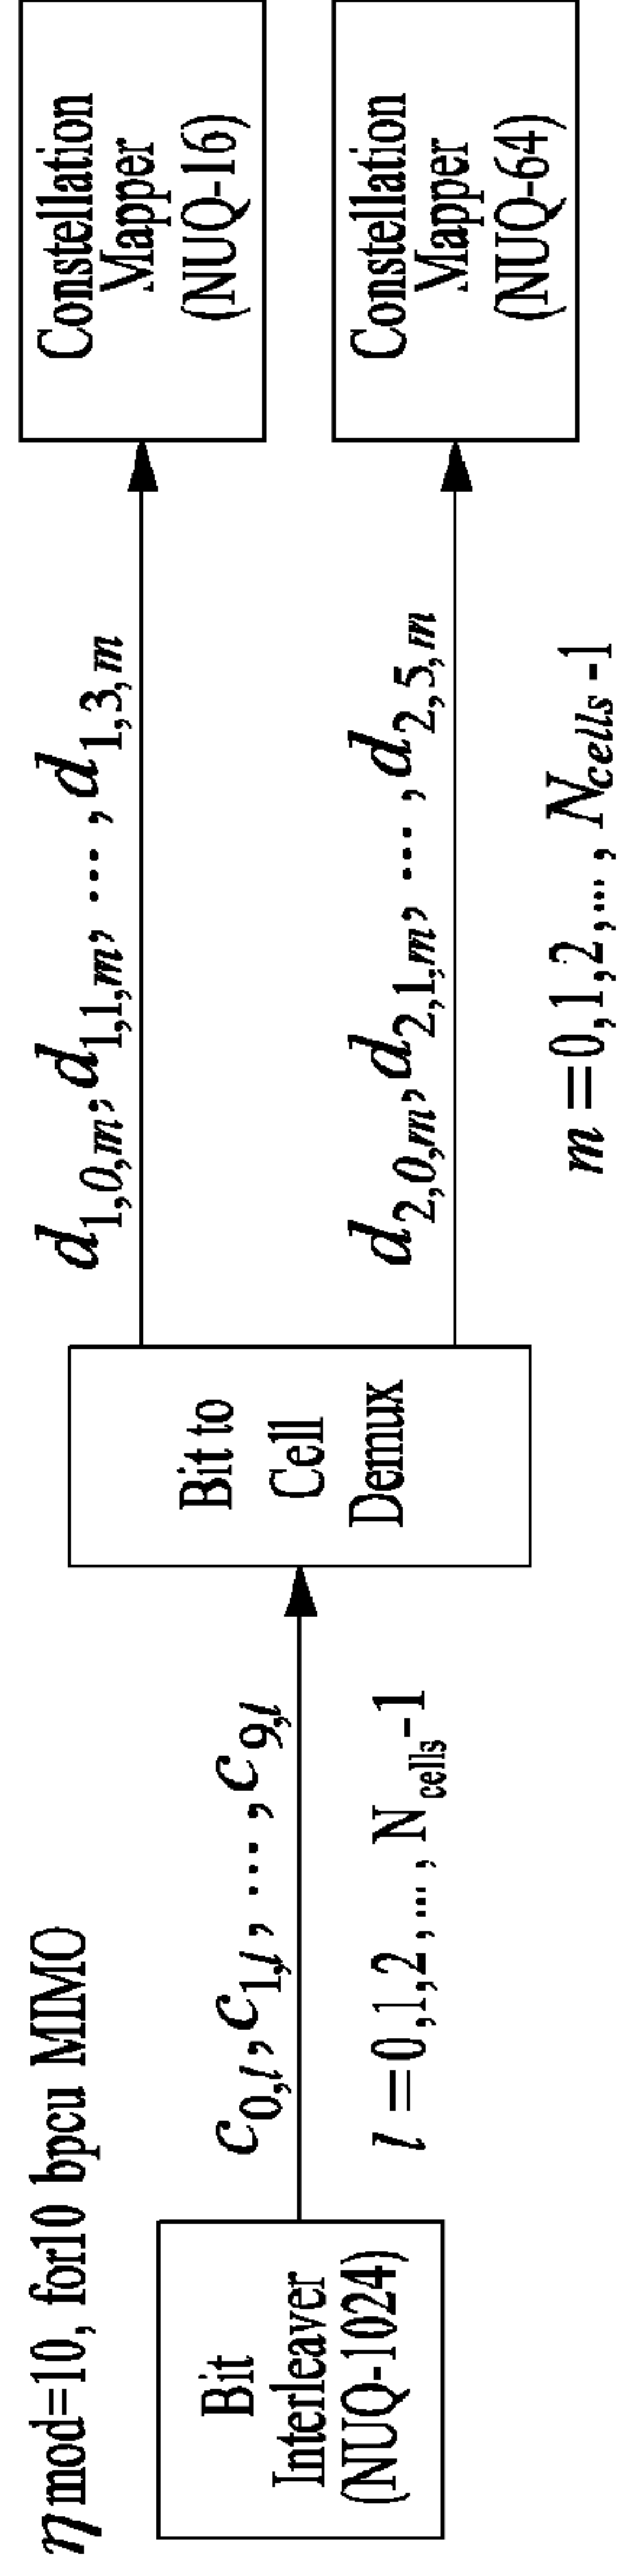 η mod=10, for10 bpcu MIMO
Bit
Interleaver
(NUQ-1024)
c0,l, c1,l, ... , c9,l
l =0,1,2 ,... , Ncells-1
Bit to
Cell
Demux
d1,0,m, d1,1,m, ... , d1,3,m
d2,0,m, d2,1,m, ... , d2,5,m
m =0,1,2 ,... , Ncells -1
Constellation
Mapper
(NUQ-16)
Constellation
Mapper
(NUQ-64)